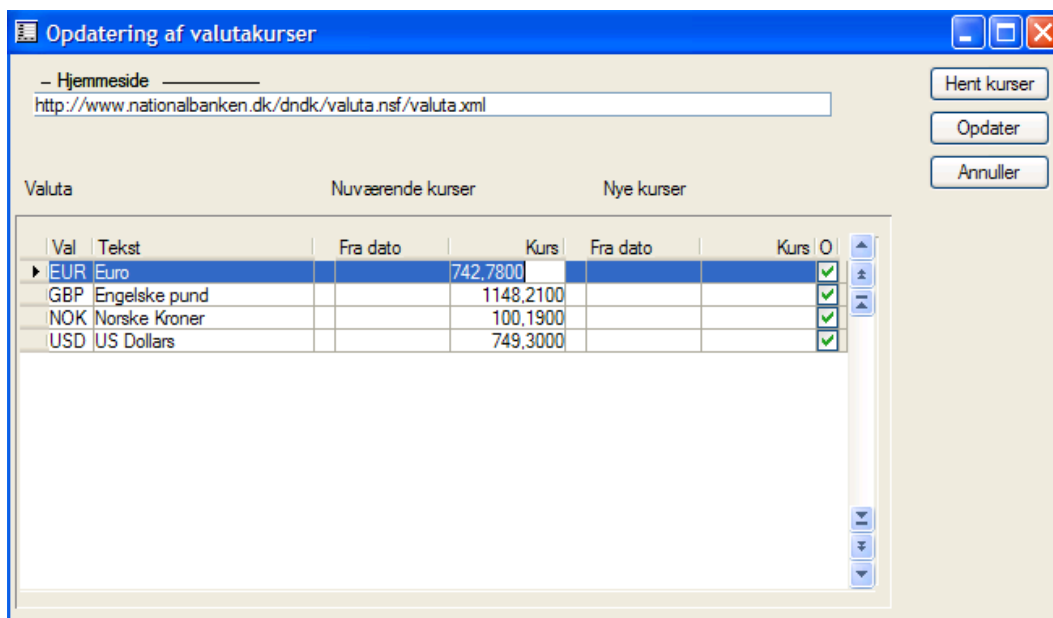 Opdatering af valutakurser
Hjemmeside
Hent kurser
http://www.nationalbanken.dk/dndk/valuta.nsf/valuta.xml
Opdater
Annuller
Valuta Nuværende kurser Nye kurser
Val Tekst Fra dato Kurs Fra dato Kurs O
EUR Euro 742,7800
GBP Engelske pund 1148,2100
NOK Norske Kroner 100,1900
USD US Dollars 749,3000